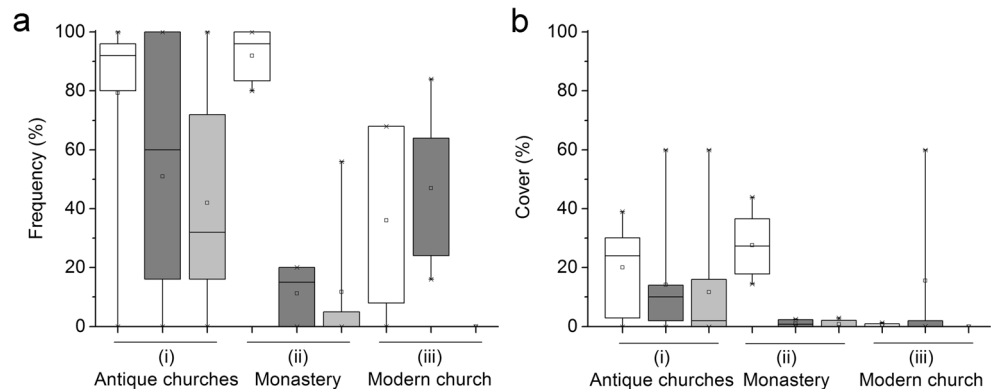 a
Frequency (%)
100
80
60
40
20
0
(i) (ii) (iii)
Antique churches Monastery Modern church
b
Cover (%)
100
80
60
40
20
0
(i) (ii) (iii)
Antique churches Monastery Modern church